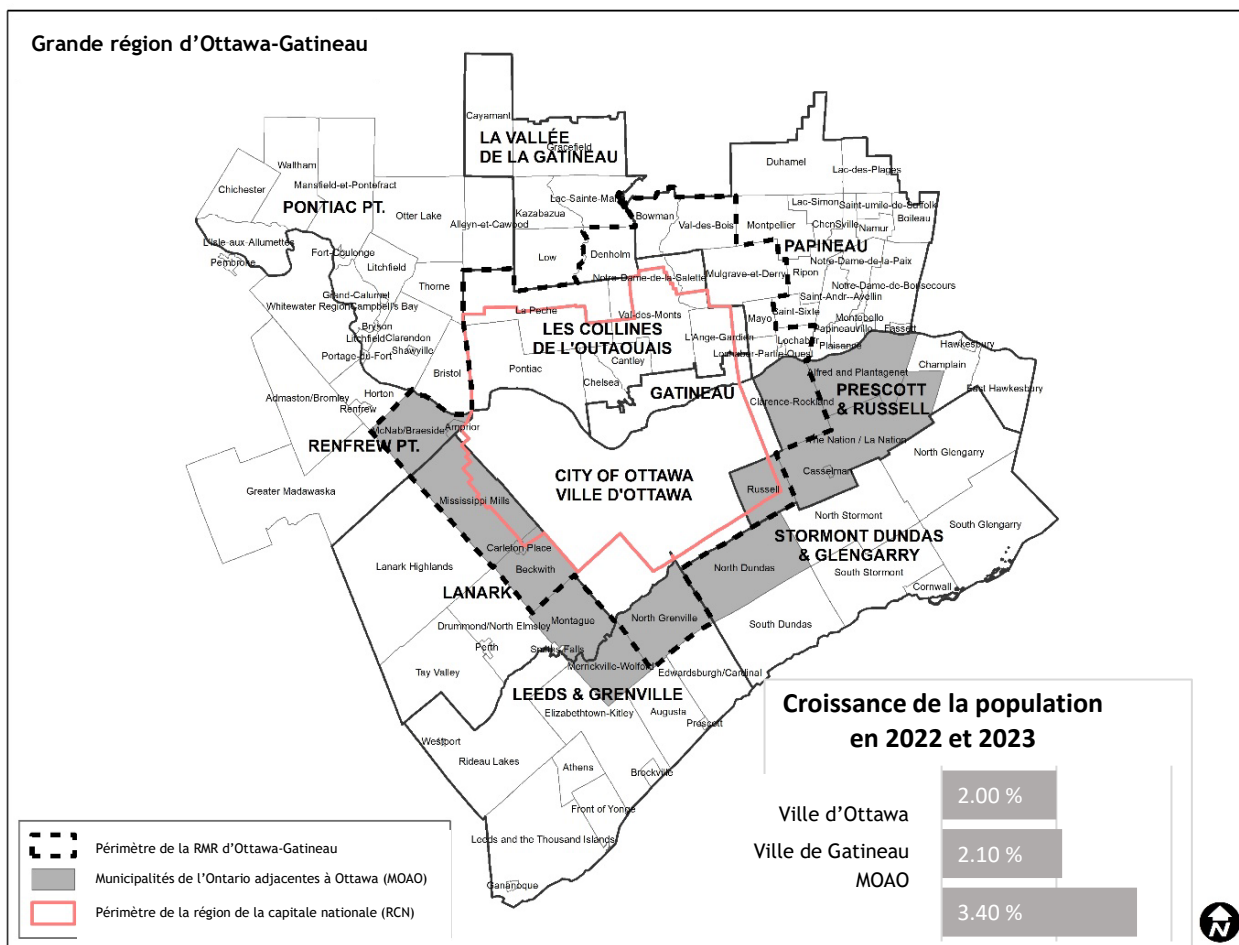 Grande région d'Ottawa-Gatineau
Cayamant
LA VALLÉE
DE LA GATINEAU
Gracefield
Waltham
Chichester
Mansfield-et-Pontefract
PONTIAC PT.
Otter Lake
Alleyn-et-Cawood
Kazabazua
Low
Denholm
Bowman
Val-des-Bois
Duhamel
Lac-des-Plages
Lac-Simon
Boileau
Namur
Montpellier
PAPINEAU
L'Isle-aux-Allumettes
Pembroke
Fort-Coulonge
Litchfield
Thorne
Notre-Dame-de-la-Salette
Mulgrave-et-Derry
Ripon
Notre-Dame-de-la-Paix
Notre-Dame-de-Bonsecours
Grand-Calumet
Whitewater Region
Campbell's Bay
Bryson
Litchfield
Clarendon
Shawville
Portage-du-Fort
Bristol
La Peche
Val-des-Monts
LES COLLINES
DE L'OUTAOUAIS
L'Ange-Gardien
Mayo
Saint-Sixte
Montebello
Papineauville
Fassett
Lochaber
Plaisance
Lochaber-Partie-Ouest
Pontiac
Cantley
Chelsea
GATINEAU
Hawkesbury
Champlain
East Hawkesbury
Alfred and Plantagenet
PRESCOTT
& RUSSELL
Clarence-Rockland
The Nation / La Nation
Casselman
Russell
Admaston/Bromley
Horton
Renfrew
McNab/Braeside
Arnprior
RENFREW PT.
Greater Madawaska
CITY OF OTTAWA
VILLE D'OTTAWA
Mississippi Mills
North Glengarry
North Stormont
South Glengarry
STORMONT DUNDAS
& GLENGARRY
South Stormont
Cornwall
North Dundas
South Dundas
Lanark Highlands
Carleton Place
Beckwith
LANARK
Drummond/North Elmsley
Perth
Montague
Smiths Falls
North Grenville
Merrickville-Wolford
Tay Valley
Edwardsburgh/Cardinal
LEEDS & GRENVILLE
Elizabethtown-Kitley
Augusta
Prescott
Westport
Rideau Lakes
Athens
Brockville
Front of Yonge
Leeds and the Thousand Islands
Gananoque
Périmètre de la RMR d'Ottawa-Gatineau
Municipalités de l'Ontario adjacentes à Ottawa (MOAO)
Périmètre de la région de la capitale nationale (RCN)
Croissance de la population
en 2022 et 2023
Ville d'Ottawa
2.00 %
Ville de Gatineau
2.10 %
MOAO
3.40 %
N